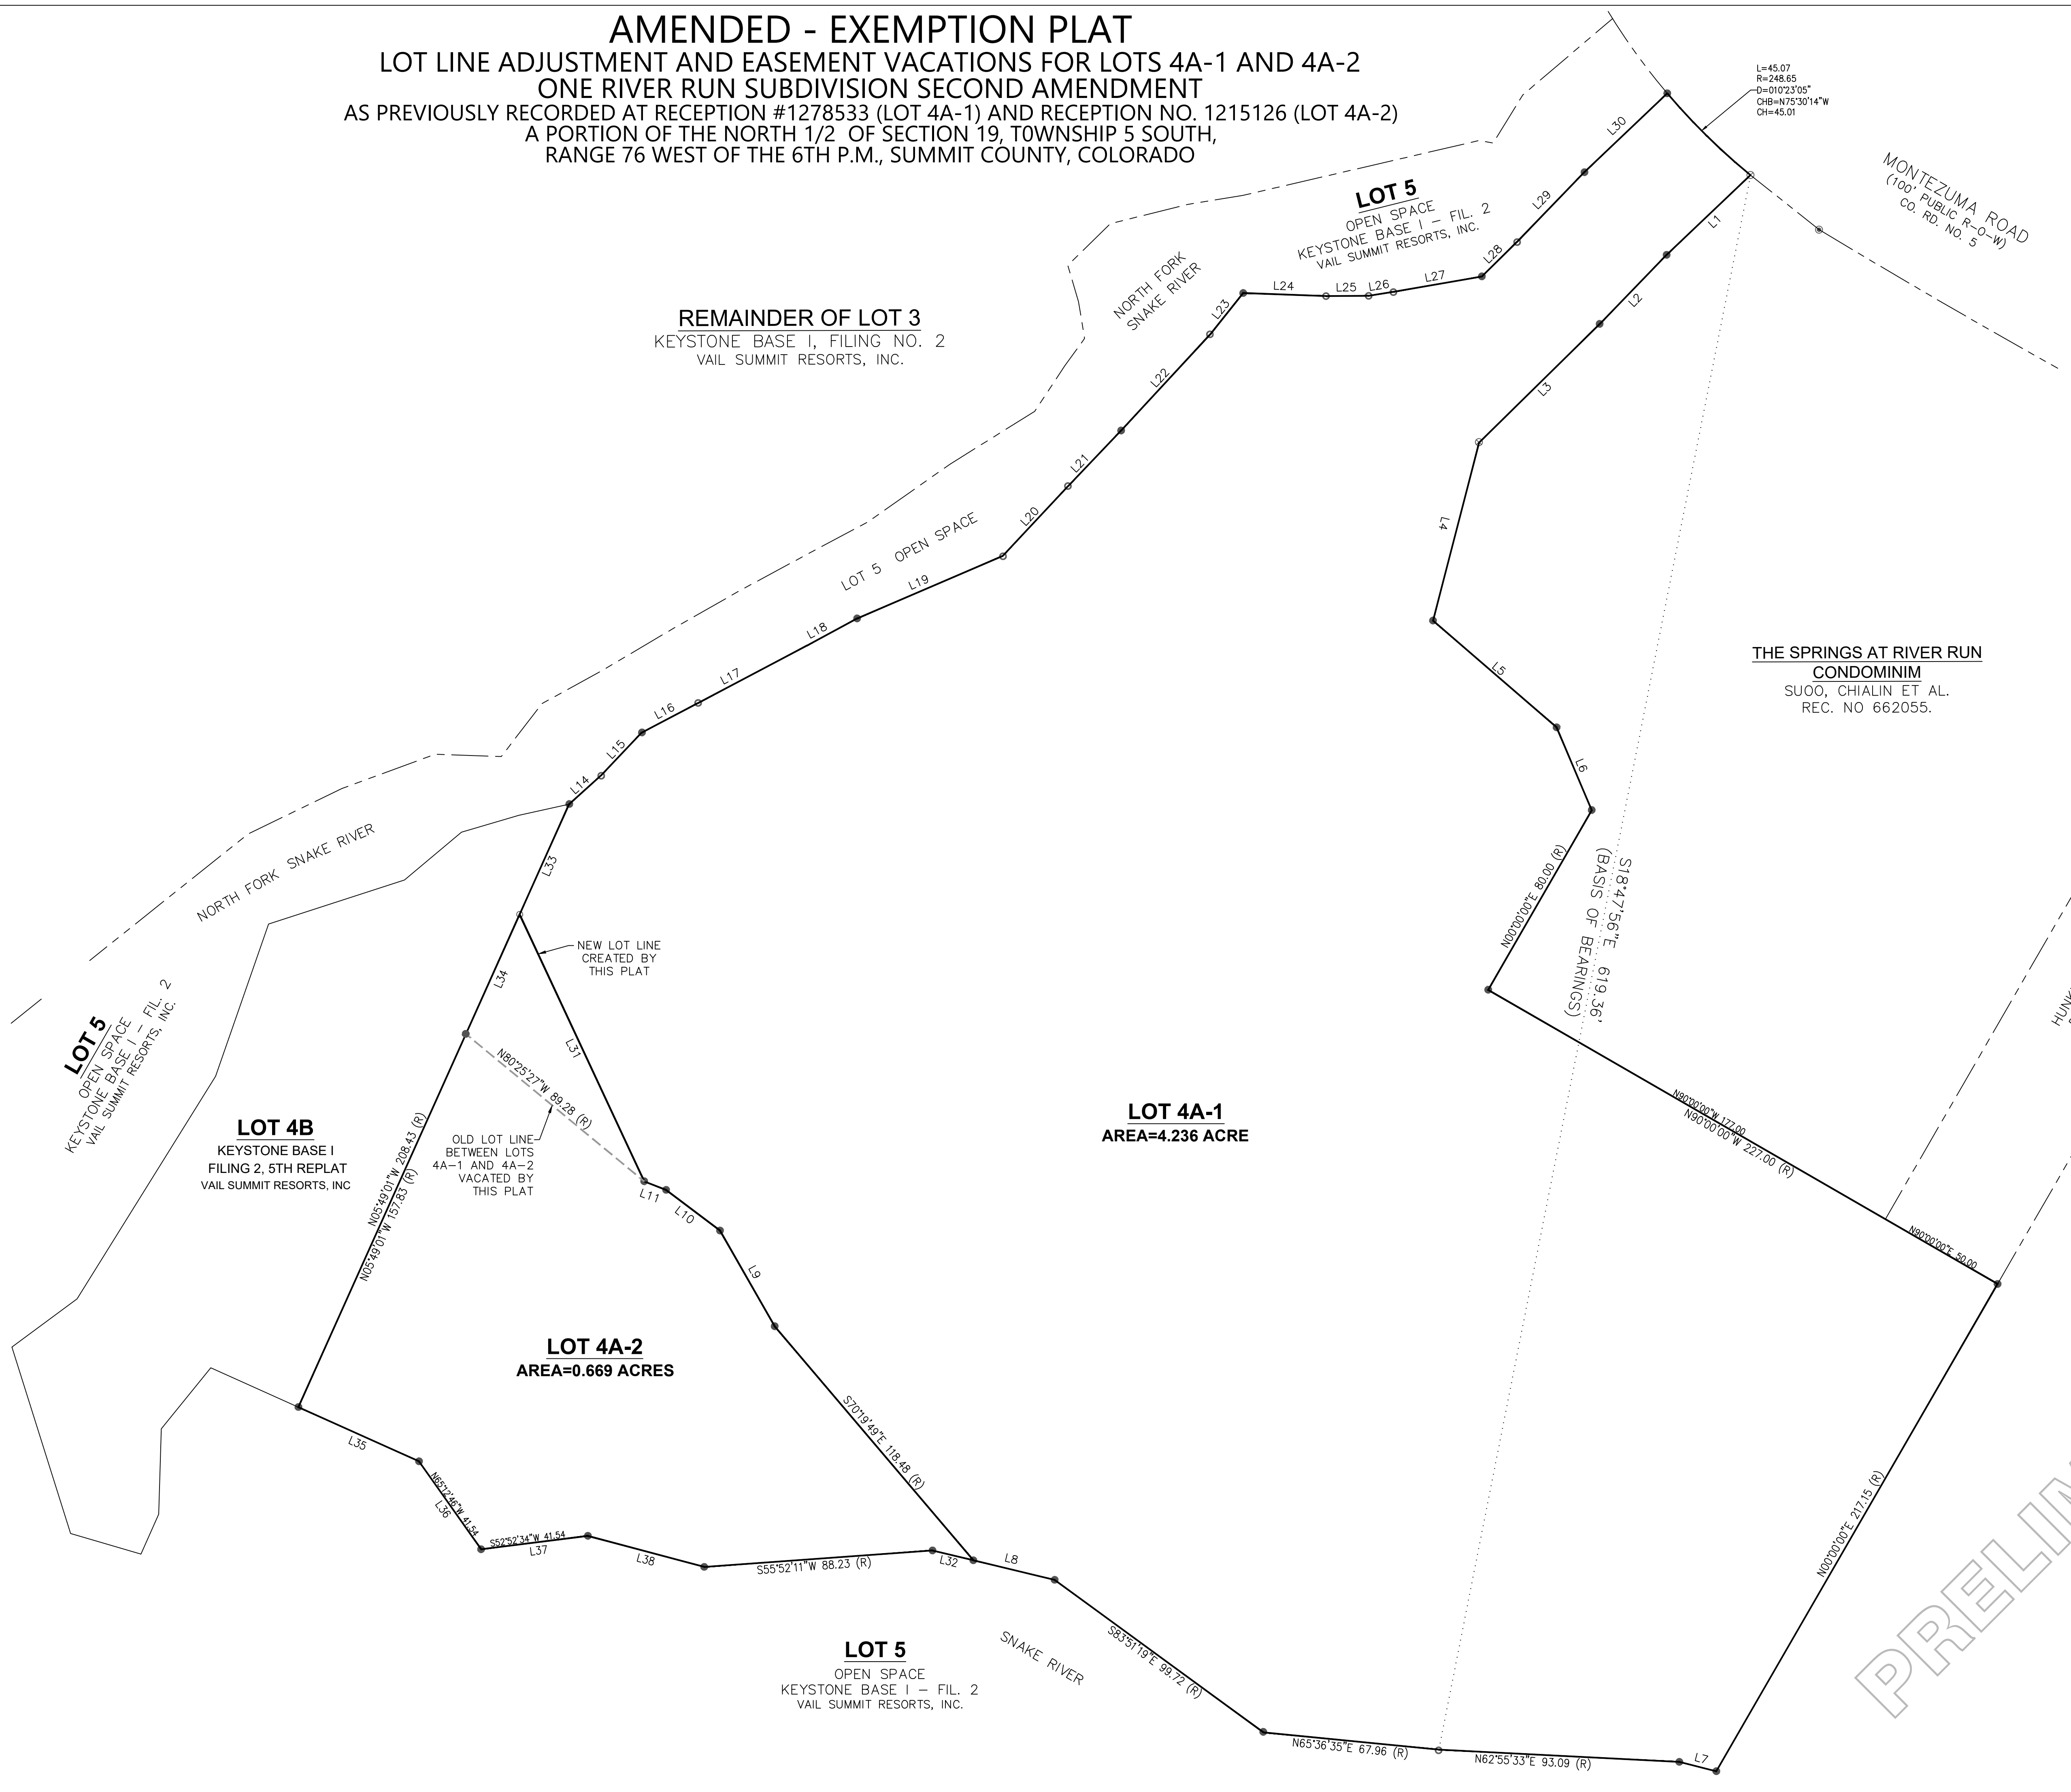 AMENDED - EXEMPTION PLAT
LOT LINE ADJUSTMENT AND EASEMENT VACATIONS FOR LOTS 4A-1 AND 4A-2
ONE RIVER RUN SUBDIVISION SECOND AMENDMENT
AS PREVIOUSLY RECORDED AT RECEPTION #1278533 (LOT 4A-1) AND RECEPTION NO. 1215126 (LOT 4A-2)
A PORTION OF THE NORTH 1/2 OF SECTION 19, T0WNSHIP 5 SOUTH,
RANGE 76 WEST OF THE 6TH P.M., SUMMIT COUNTY, COLORADO
L=45.07
R=248.65
D=010°23'05"
CHB=N75°30'14"W
CH=45.01
MONTEZUMA ROAD
(100' PUBLIC R-O-W)
CO. RD. NO. 5
LOT 5
OPEN SPACE
KEYSTONE BASE I - FIL. 2
VAIL SUMMIT RESORTS, INC.
NORTH FORK
SNAKE RIVER
REMAINDER OF LOT 3
KEYSTONE BASE I, FILING NO. 2
VAIL SUMMIT RESORTS, INC.
L30
L29
L28
L27
L26
L25
L24
L23
L22
L21
L20
L19
L18
L17
L16
L15
L14
L1
L2
L3
L4
L5
L6
LOT 5 OPEN SPACE
THE SPRINGS AT RIVER RUN
CONDOMINIM
SUOO, CHIALIN ET AL.
REC. NO 662055.
N00°00'00"E 80.00 (R)
S18°47'56"E 619.36'
(BASIS OF BEARINGS)
NORTH FORK SNAKE RIVER
L33
L34
NEW LOT LINE
CREATED BY
THIS PLAT
L31
N80°25'27"W 89.28 (R)
OLD LOT LINE
BETWEEN LOTS
4A-1 AND 4A-2
VACATED BY
THIS PLAT
LOT 5
OPEN SPACE
KEYSTONE BASE I - FIL. 2
VAIL SUMMIT RESORTS, INC.
LOT 4B
KEYSTONE BASE I
FILING 2, 5TH REPLAT
VAIL SUMMIT RESORTS, INC
N05°49'01"W 208.43 (R)
N05°49'01"W 157.83 (R)
LOT 4A-1
AREA=4.236 ACRE
N90°00'00"W 177.00
N90°00'00"W 227.00 (R)
N90°00'00"E 50.00
L11
L10
L9
LOT 4A-2
AREA=0.669 ACRES
S70°19'49"E 118.48 (R)
L35
N65°12'46"W 41.54
L36
S52°52'34"W 41.54
L37
L38
S55°52'11"W 88.23 (R)
L32
L8
N00°00'00"E 217.15 (R)
LOT 5
OPEN SPACE
KEYSTONE BASE I - FIL. 2
VAIL SUMMIT RESORTS, INC.
SNAKE RIVER
S83°51'19"E 99.72 (R)
N65°36'35"E 67.96 (R)
N62°55'33"E 93.09 (R)
L7